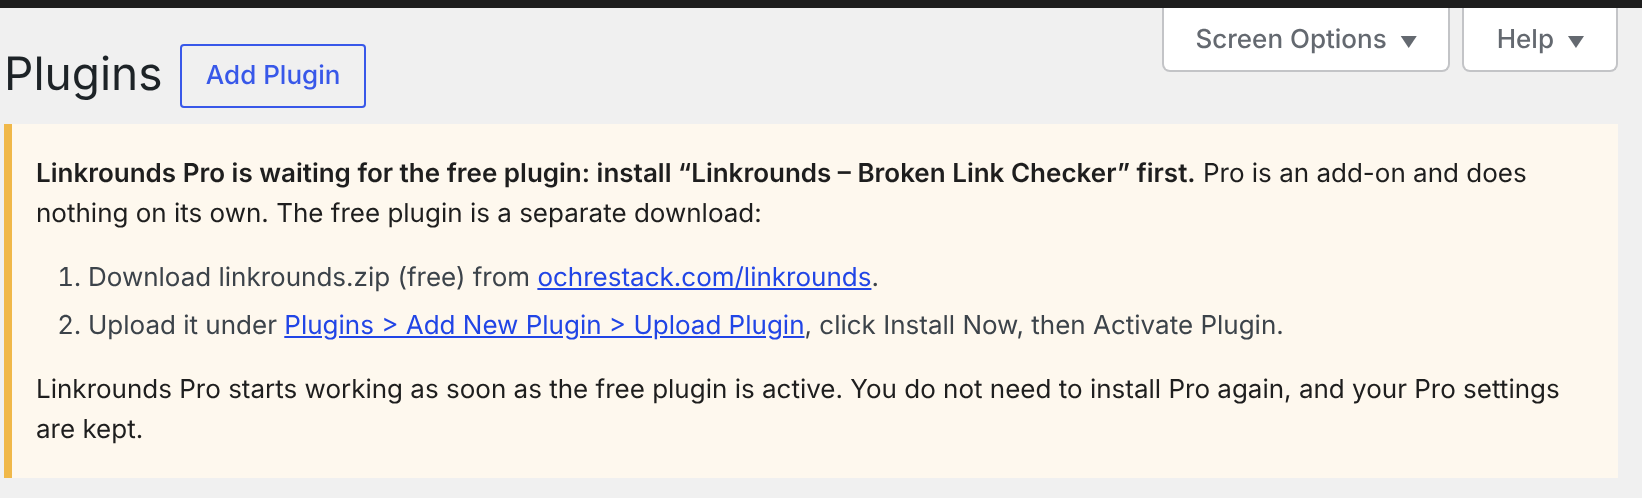 Screen Options ▼
Help ▼
Plugins
Add Plugin
Linkrounds Pro is waiting for the free plugin: install “Linkrounds – Broken Link Checker” first. Pro is an add-on and does
nothing on its own. The free plugin is a separate download:
1. Download linkrounds.zip (free) from ochrestack.com/linkrounds.
2. Upload it under Plugins > Add New Plugin > Upload Plugin, click Install Now, then Activate Plugin.
Linkrounds Pro starts working as soon as the free plugin is active. You do not need to install Pro again, and your Pro settings
are kept.